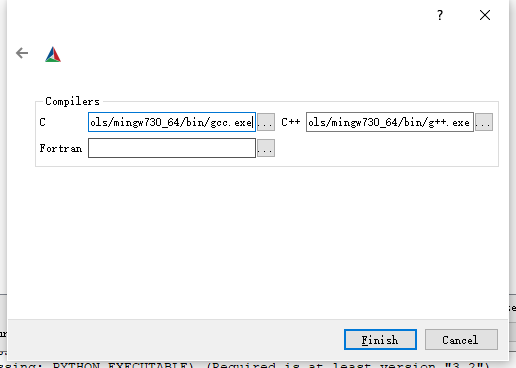 ?
Compilers
C ols/mingw730_64/bin/gcc.exe ... C++ ols/mingw730_64/bin/g++.exe ...
Fortran ...
Finish Cancel
ssing: PYTHON_EXECUTABLE) (Required is at least version "3.2")